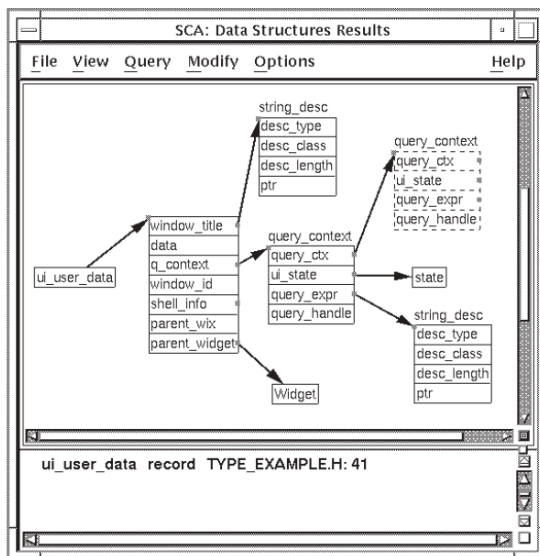 SCA: Data Structures Results
File View Query Modify Options Help
string_desc
desc_type
desc_class
desc_length
ptr
query_context
query_ctx
ui_state
query_expr
query_handle
ui_user_data
window_title
data
q_context
window_id
shell_info
parent_wix
parent_widget
query_context
query_ctx
ui_state
query_expr
query_handle
state
string_desc
desc_type
desc_class
desc_length
ptr
Widget
ui_user_data record TYPE_EXAMPLE.H: 41